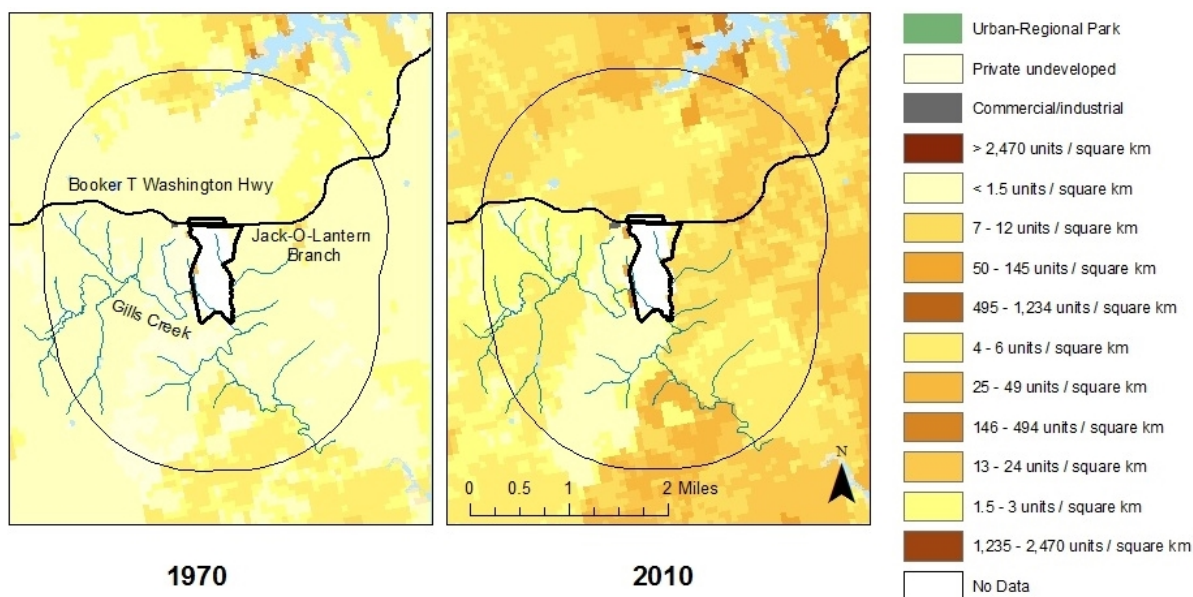 Booker T Washington Hwy
Jack-O-Lantern
Branch
Gills Creek
1970
0 0.5 1 2 Miles
N
2010
Urban-Regional Park
Private undeveloped
Commercial/industrial
> 2,470 units / square km
< 1.5 units / square km
7 - 12 units / square km
50 - 145 units / square km
495 - 1,234 units / square km
4 - 6 units / square km
25 - 49 units / square km
146 - 494 units / square km
13 - 24 units / square km
1.5 - 3 units / square km
1,235 - 2,470 units / square km
No Data